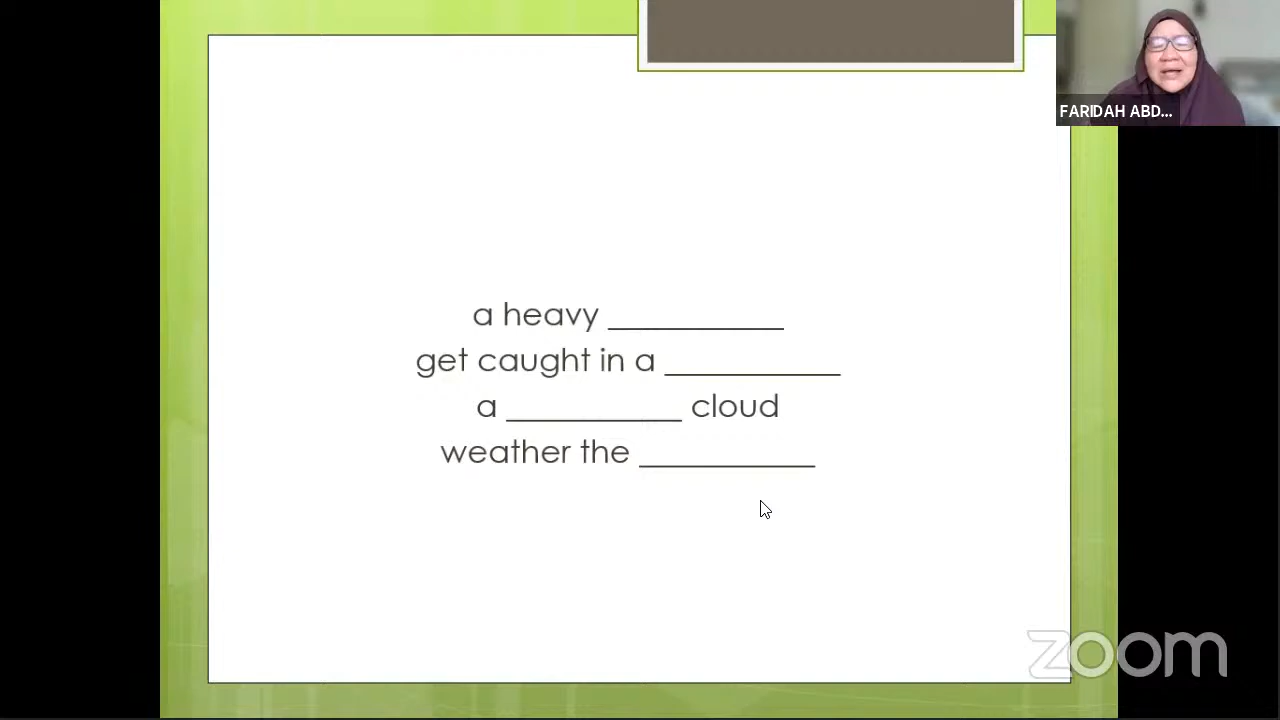 FARIDAH ABD...
a heavy ___________
get caught in a ___________
a ___________ cloud
weather the ___________
zoom